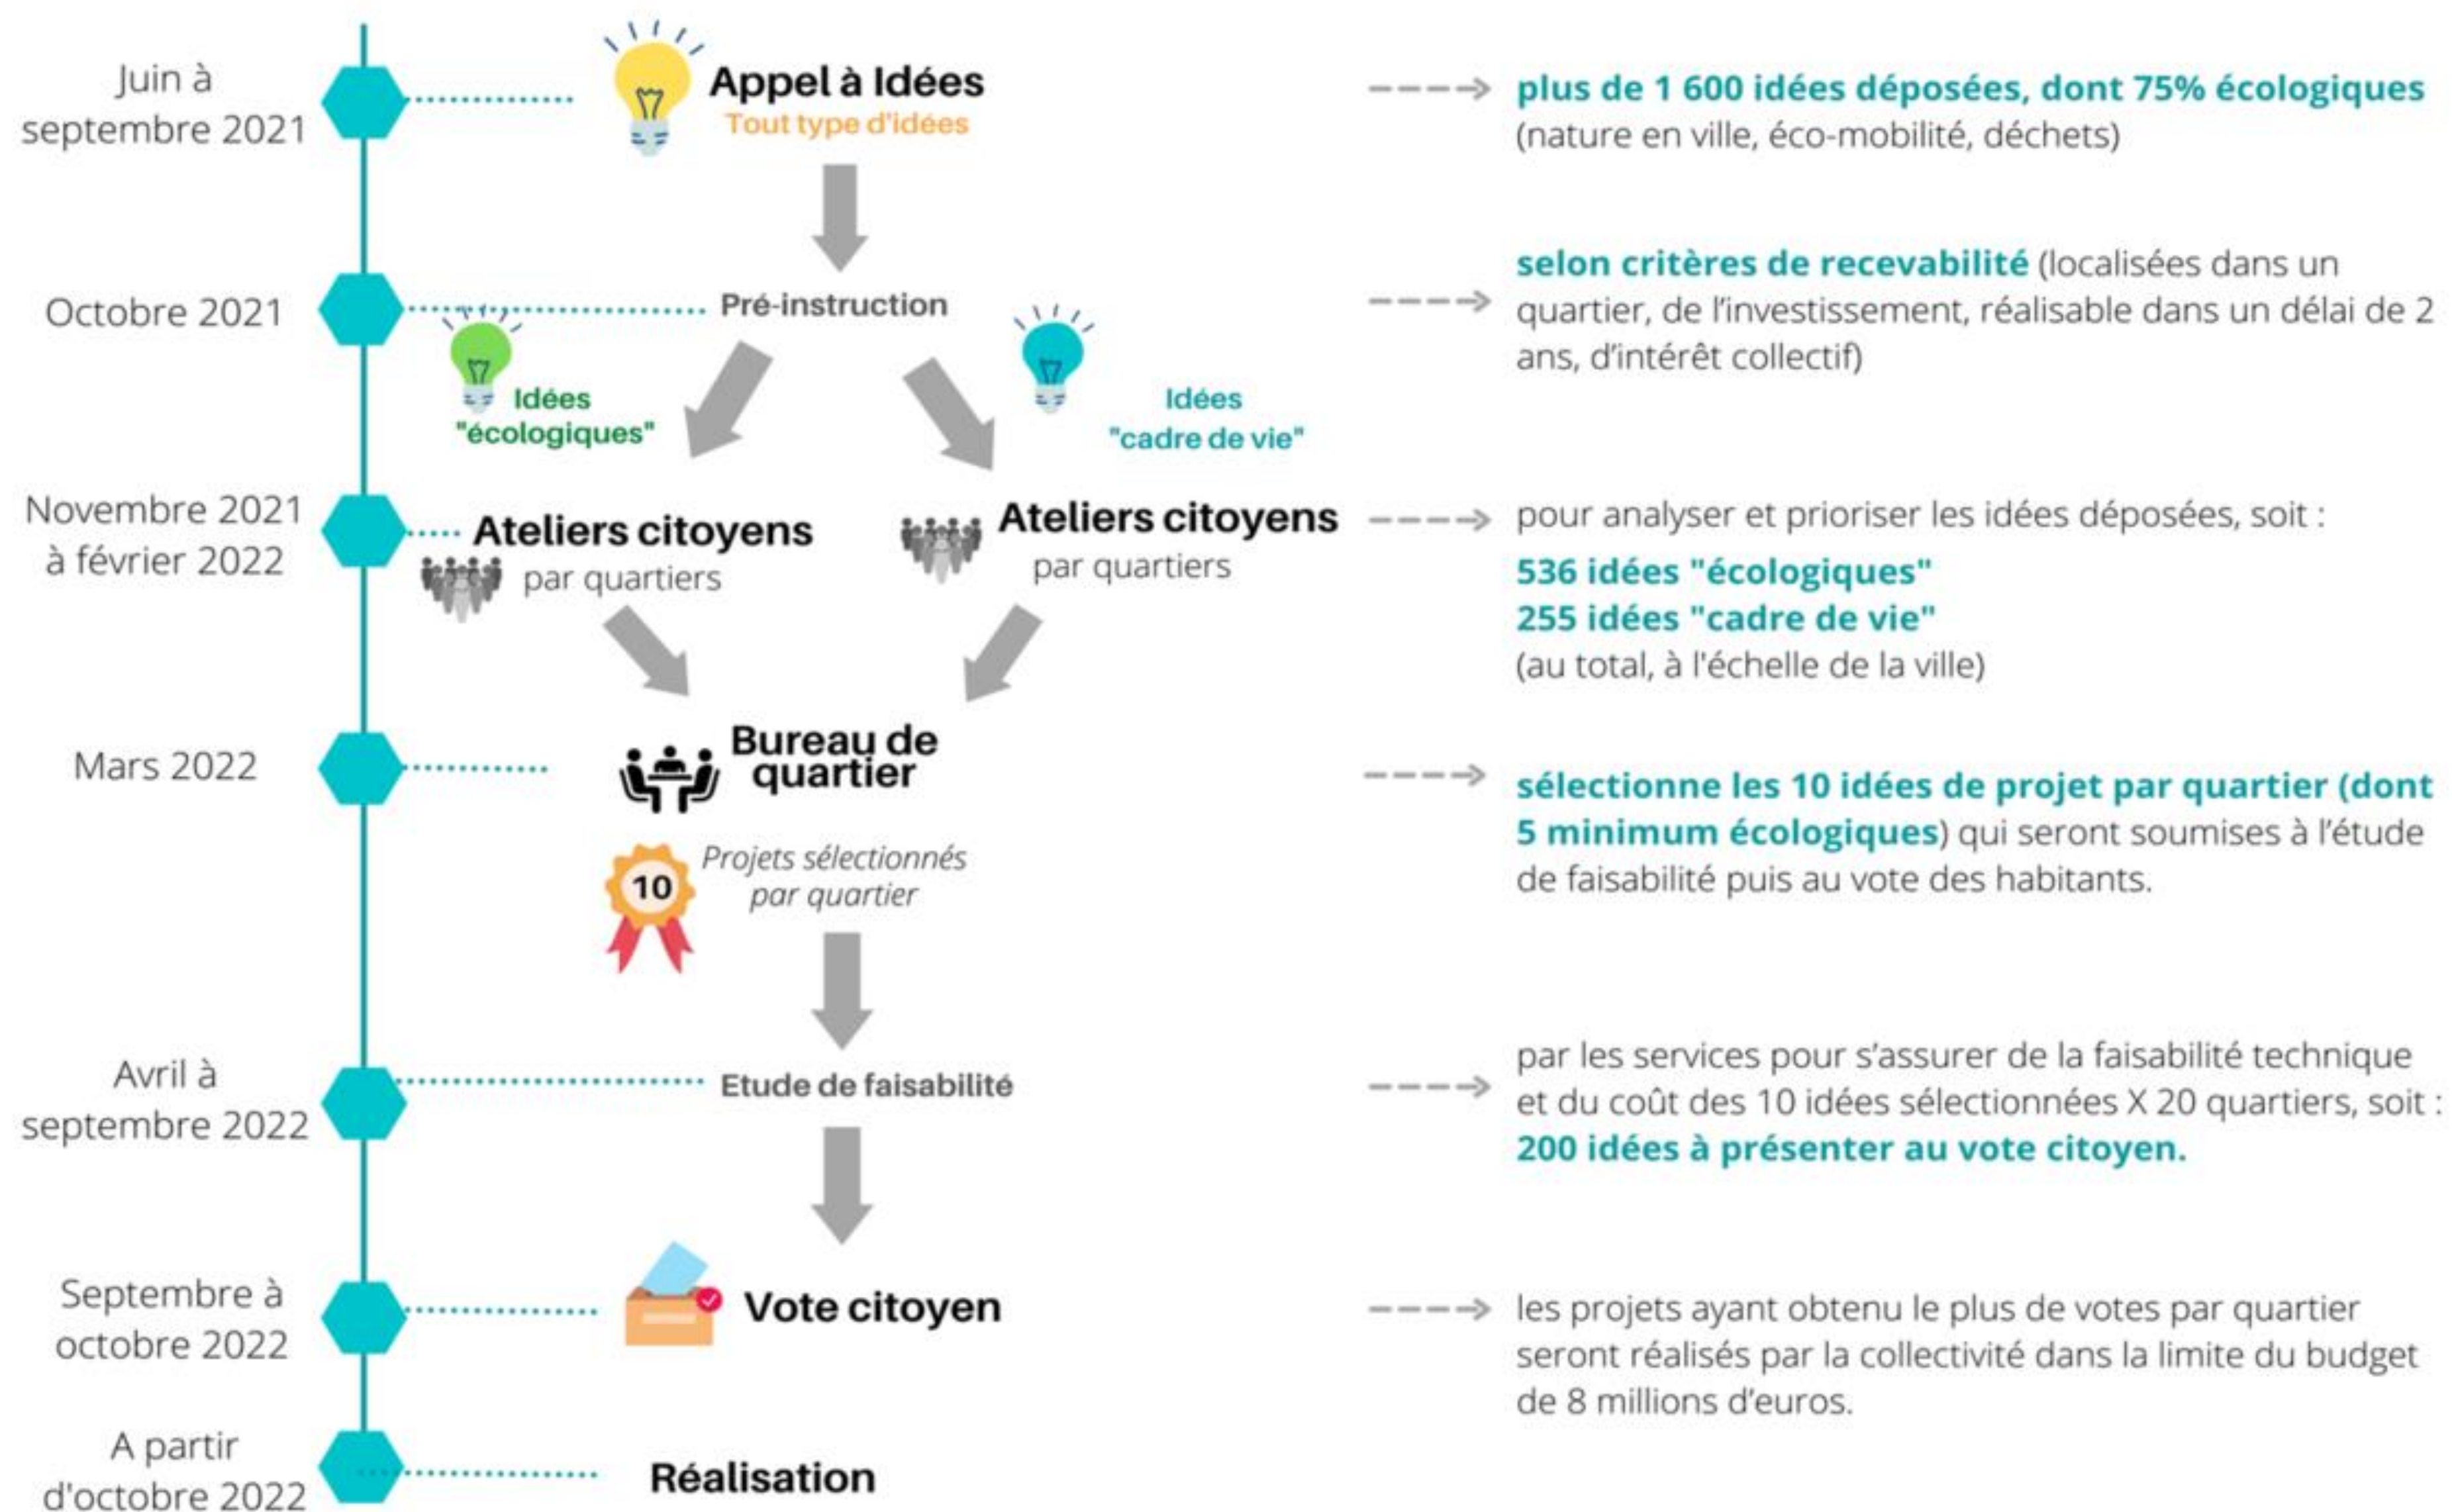 Juin à
septembre 2021
Appel à Idées
Tout type d'idées
plus de 1 600 idées déposées, dont 75% écologiques
(nature en ville, éco-mobilité, déchets)
Octobre 2021
Pré-instruction
selon critères de recevabilité (localisées dans un
quartier, de l'investissement, réalisable dans un délai de 2
ans, d'intérêt collectif)
Idées
"écologiques"
Idées
"cadre de vie"
Novembre 2021
à février 2022
Ateliers citoyens
par quartiers
Ateliers citoyens
par quartiers
pour analyser et prioriser les idées déposées, soit :
536 idées "écologiques"
255 idées "cadre de vie"
(au total, à l'échelle de la ville)
Mars 2022
Bureau de
quartier
10
Projets sélectionnés
par quartier
sélectionne les 10 idées de projet par quartier (dont
5 minimum écologiques) qui seront soumises à l'étude
de faisabilité puis au vote des habitants.
Avril à
septembre 2022
Etude de faisabilité
par les services pour s'assurer de la faisabilité technique
et du coût des 10 idées sélectionnées X 20 quartiers, soit :
200 idées à présenter au vote citoyen.
Septembre à
octobre 2022
Vote citoyen
les projets ayant obtenu le plus de votes par quartier
seront réalisés par la collectivité dans la limite du budget
de 8 millions d'euros.
A partir
d'octobre 2022
Réalisation